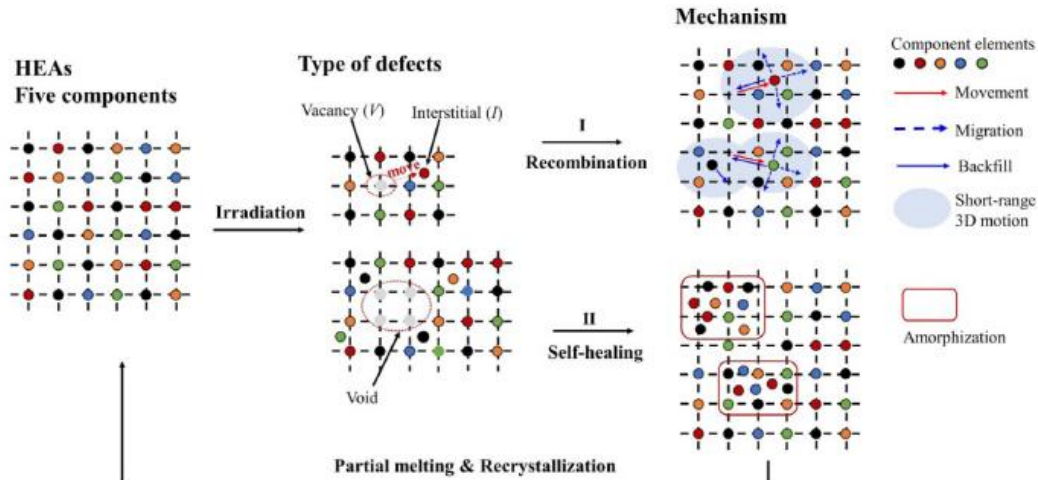 HEAs
Five components
Irradiation
Type of defects
Vacancy (V)
Interstitial (I)
move
Void
I
Recombination
II
Self-healing
Mechanism
Component elements
Movement
Migration
Backfill
Short-range
3D motion
Amorphization
Partial melting & Recrystallization